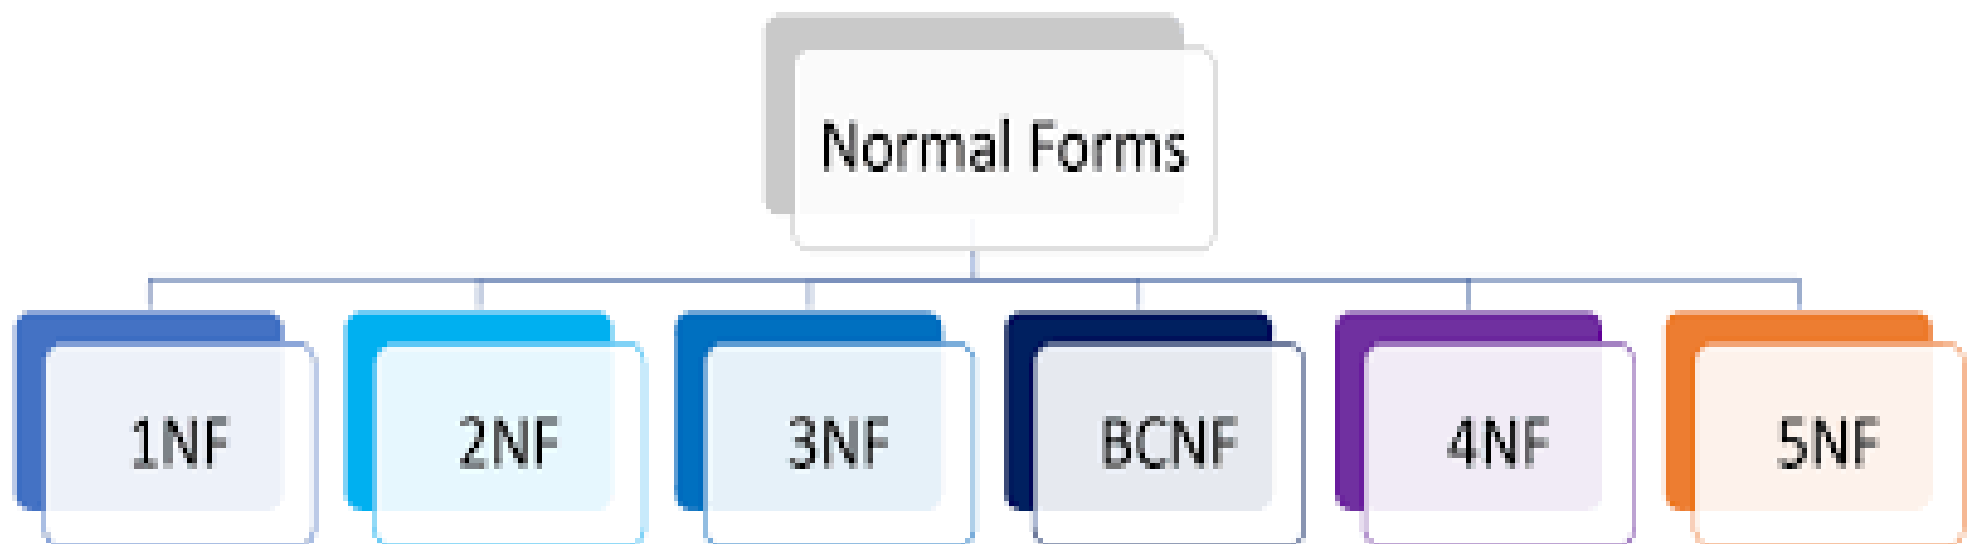 Normal Forms
1NF
2NF
3NF
BCNF
4NF
5NF